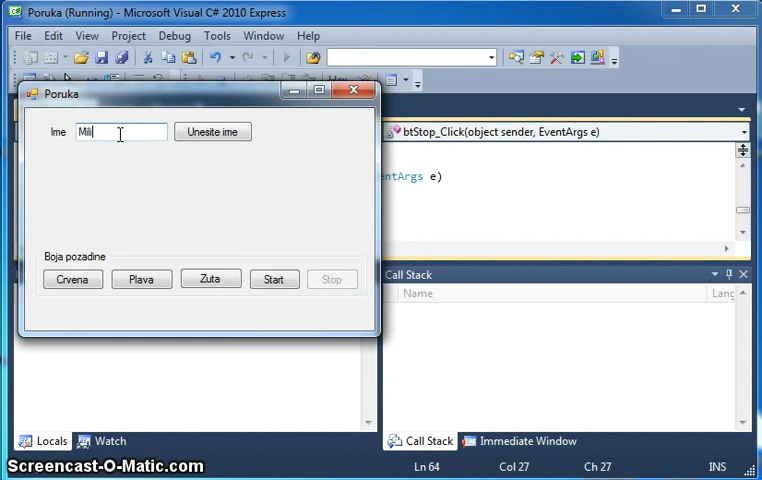 Poruka (Running) - Microsoft Visual C# 2010 Express
File Edit View Project Debug Tools Window Help
Poruka
Ime Mili Unesite ime
btStop_Click(object sender, EventArgs e)
entArgs e)
Boja pozadine
Crvena Plava Zuta Start Stop
Call Stack
Name Lang
Locals Watch Call Stack Immediate Window
Screencast-O-Matic.com Ln 64 Col 27 Ch 27 INS